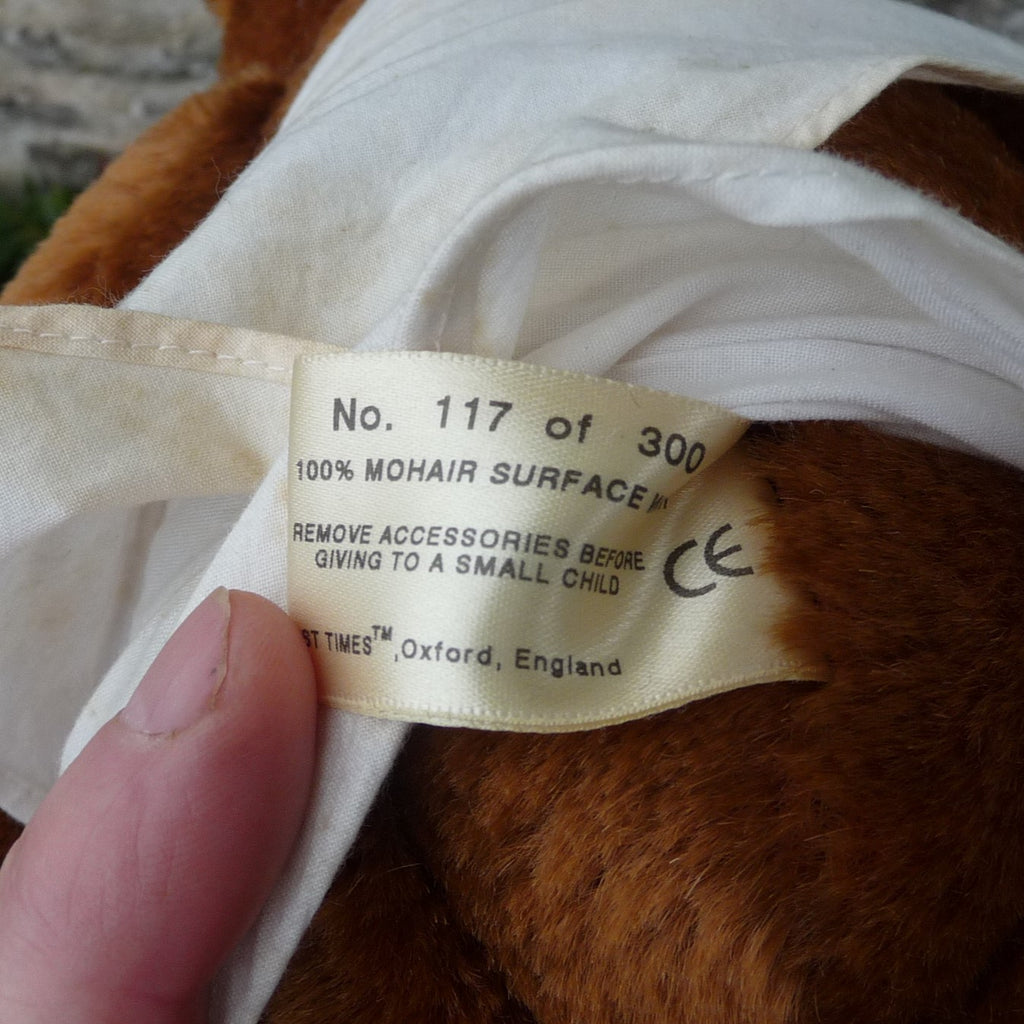 No. 117 of 300
100% MOHAIR SURFACE
REMOVE ACCESSORIES BEFORE
GIVING TO A SMALL CHILD
CE
TIMES™, Oxford, England